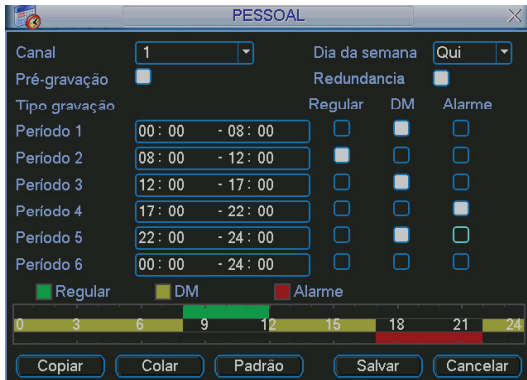 PESSOAL
Canal 1 Dia da semana Qui
Pré-gravação Redundancia
Tipo gravação Regular DM Alarme
Período 1 00: 00 - 08: 00
Período 2 08: 00 - 12: 00
Período 3 12: 00 - 17: 00
Período 4 17: 00 - 22: 00
Período 5 22: 00 - 24: 00
Período 6 00: 00 - 24: 00
Regular DM Alarme
0 3 6 9 12 15 18 21 24
Copiar Colar Padrão Salvar Cancelar